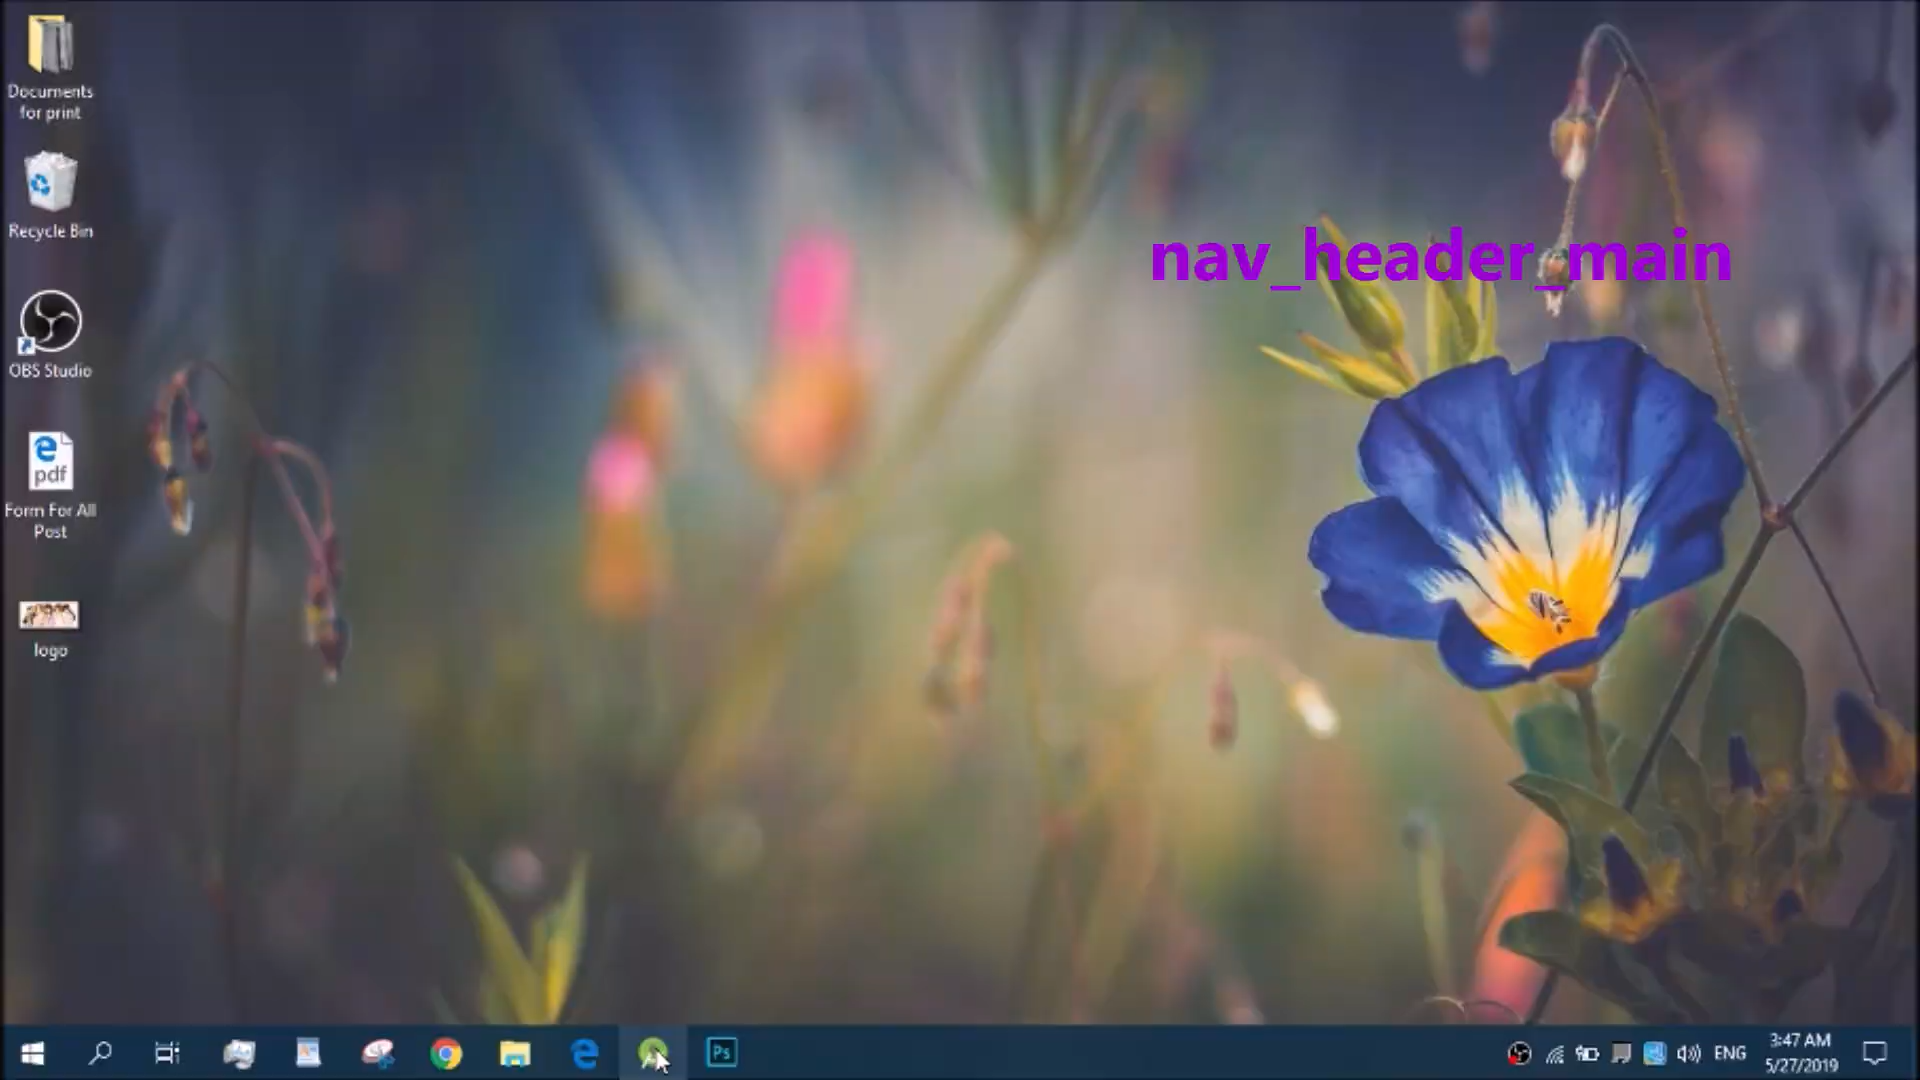 Documents
for print
Recycle Bin
OBS Studio
pdf
Form For All
Post
logo
nav_header_main
Ps
ENG
3:47 AM
5/27/2019